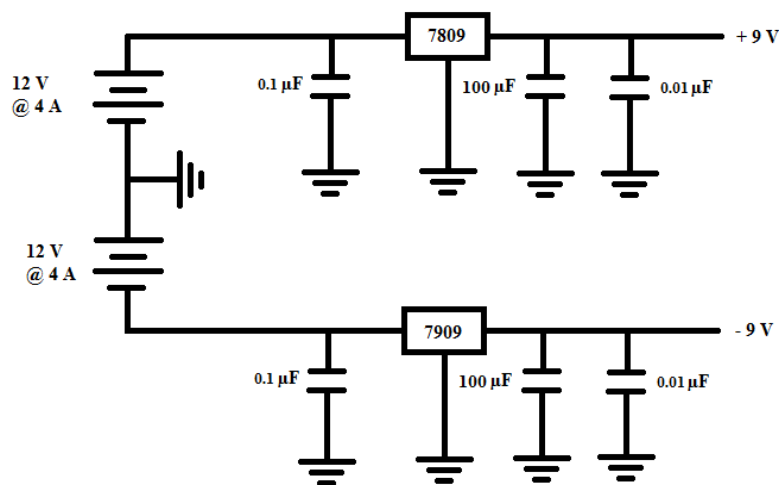 7809
+ 9 V
12 V
@ 4 A
0.1 µF
100 µF
0.01 µF
12 V
@ 4 A
7909
- 9 V
0.1 µF
100 µF
0.01 µF